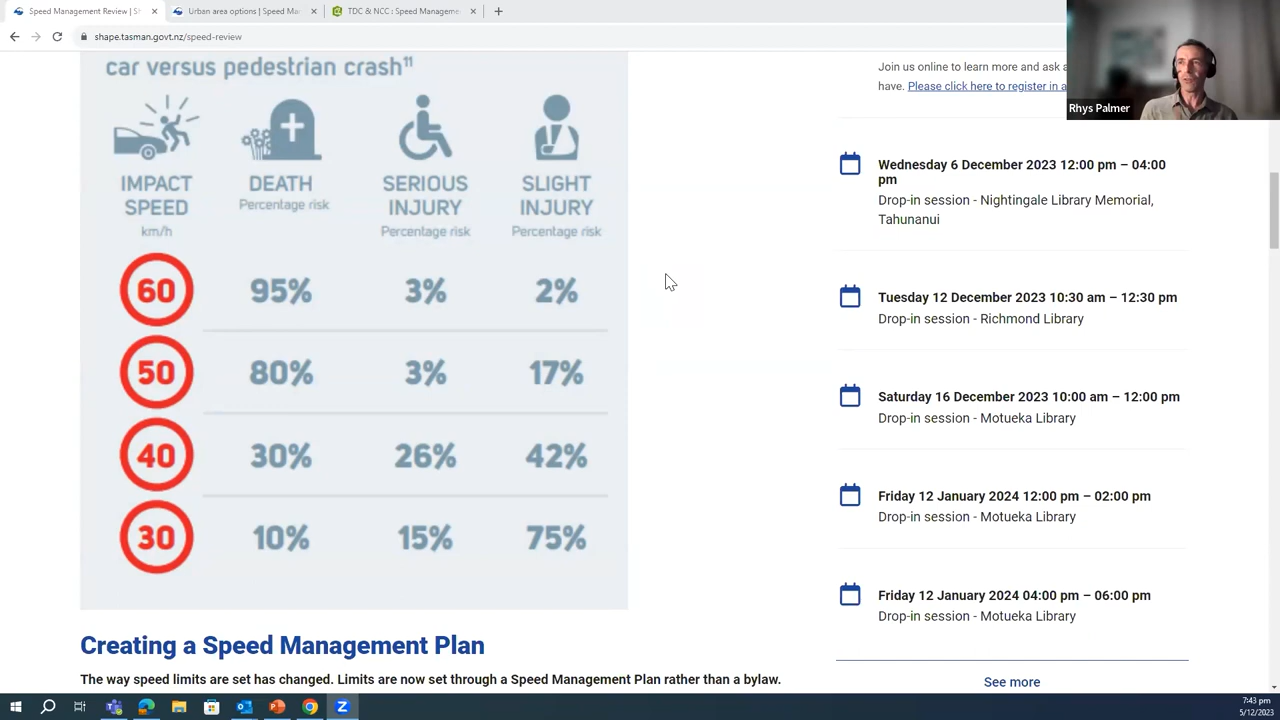 Speed Management Review | S
Urban area options | Speed Ma
TDC & NCC : Speed Manageme
shape.tasman.govt.nz/speed-review
Rhys Palmer
car versus pedestrian crash¹¹
IMPACT SPEED
km/h
DEATH
Percentage risk
SERIOUS INJURY
Percentage risk
SLIGHT INJURY
Percentage risk
60 95% 3% 2%
50 80% 3% 17%
40 30% 26% 42%
30 10% 15% 75%
Creating a Speed Management Plan
The way speed limits are set has changed. Limits are now set through a Speed Management Plan rather than a bylaw.
Join us online to learn more and ask
have. Please click here to register in
Wednesday 6 December 2023 12:00 pm – 04:00
pm
Drop-in session - Nightingale Library Memorial,
Tahunanui
Tuesday 12 December 2023 10:30 am – 12:30 pm
Drop-in session - Richmond Library
Saturday 16 December 2023 10:00 am – 12:00 pm
Drop-in session - Motueka Library
Friday 12 January 2024 12:00 pm – 02:00 pm
Drop-in session - Motueka Library
Friday 12 January 2024 04:00 pm – 06:00 pm
Drop-in session - Motueka Library
See more
7:43 pm
5/12/2023